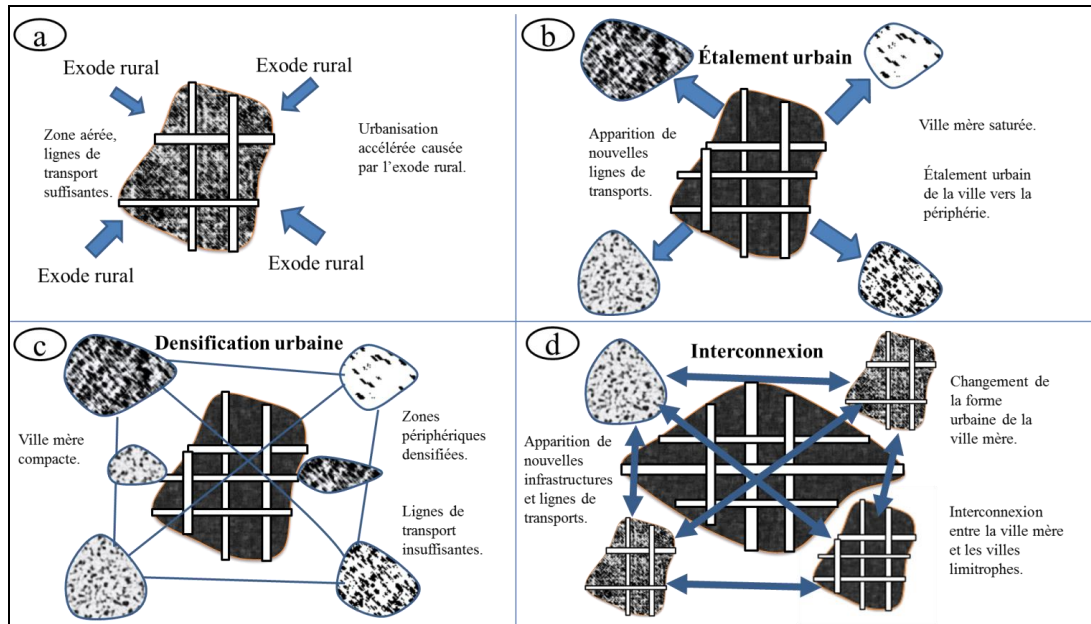 a
Exode rural
Exode rural
Zone aérée,
lignes de
transport
suffisantes.
Urbanisation
accélérée causée
par l’exode rural.
Exode rural
Exode rural
b
Étalement urbain
Apparition de
nouvelles
lignes de
transports.
Ville mère saturée.
Étalement urbain
de la ville vers la
périphérie.
c
Densification urbaine
Ville mère
compacte.
Zones
périphériques
densifiées.
Lignes de
transport
insuffisantes.
d
Interconnexion
Apparition de
nouvelles
infrastructures
et lignes de
transports.
Changement de
la forme
urbaine de la
ville mère.
Interconnexion
entre la ville mère
et les villes
limitrophes.